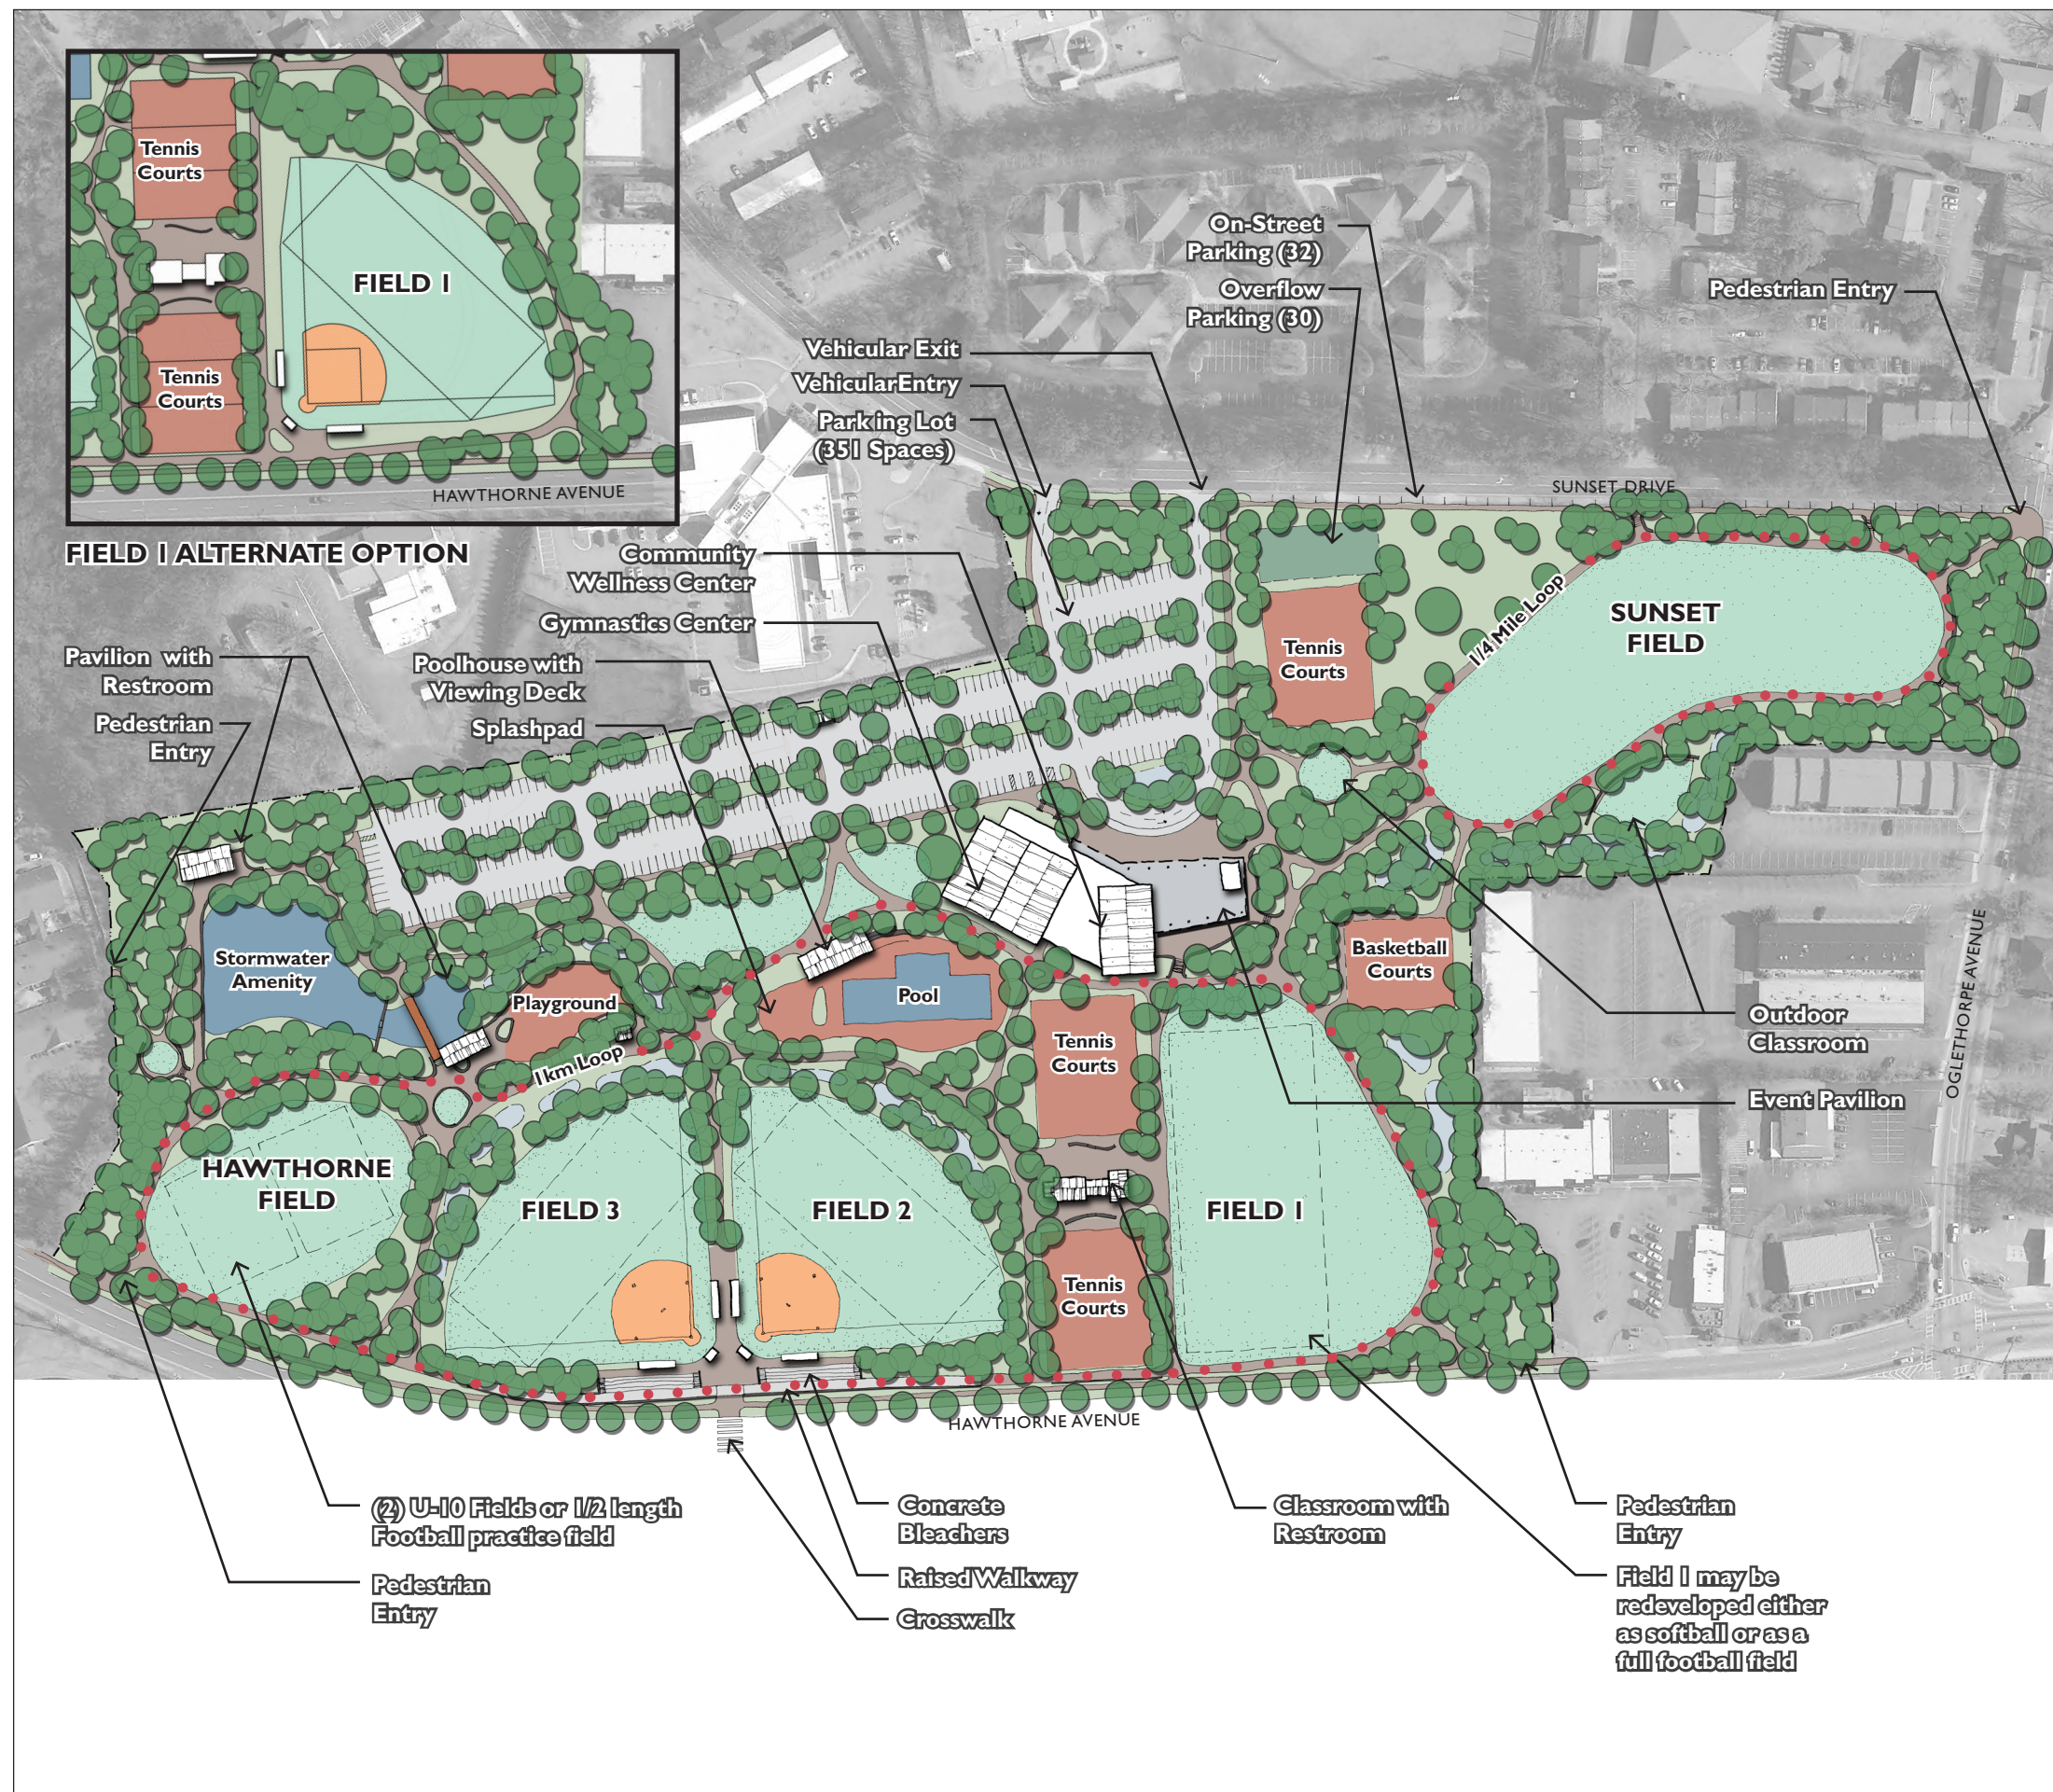 Tennis
Courts
FIELD 1
Tennis
Courts
HAWTHORNE AVENUE
FIELD 1 ALTERNATE OPTION
On-Street
Parking (32)
Overflow
Parking (30)
Pedestrian Entry
Vehicular Exit
VehicularEntry
Parking Lot
(351 Spaces)
SUNSET DRIVE
Community
Wellness Center
Gymnastics Center
Poolhouse with
Viewing Deck
Splashpad
Pavilion with
Restroom
Pedestrian
Entry
1/4 Mile Loop
SUNSET
FIELD
Tennis
Courts
Stormwater
Amenity
Playground
Pool
Basketball
Courts
Tennis
Courts
1km Loop
Outdoor
Classroom
Event Pavilion
OGLETHORPE AVENUE
HAWTHORNE
FIELD
FIELD 3
FIELD 2
FIELD 1
Tennis
Courts
HAWTHORNE AVENUE
(2) U-10 Fields or 1/2 length
Football practice field
Pedestrian
Entry
Concrete
Bleachers
Raised Walkway
Crosswalk
Classroom with
Restroom
Pedestrian
Entry
Field 1 may be
redeveloped either
as softball or as a
full football field